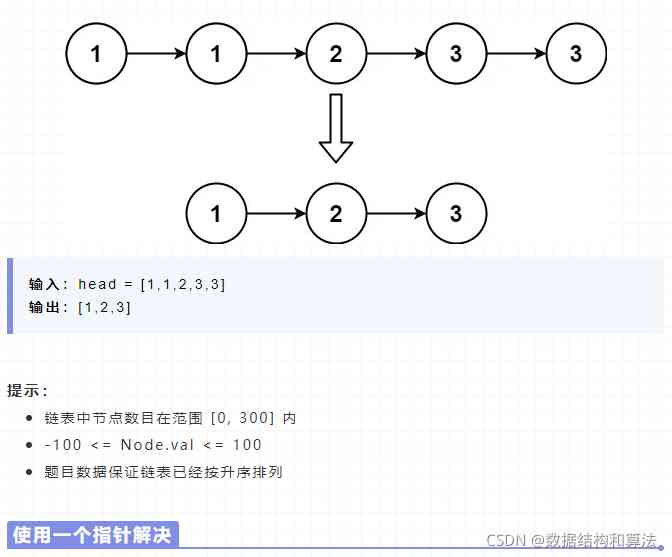 1 1 2 3 3
1 2 3
输入：head = [1,1,2,3,3]
输出：[1,2,3]
提示：
链表中节点数目在范围 [0, 300] 内
-100 <= Node.val <= 100
题目数据保证链表已经按升序排列
使用一个指针解决
CSDN @数据结构和算法